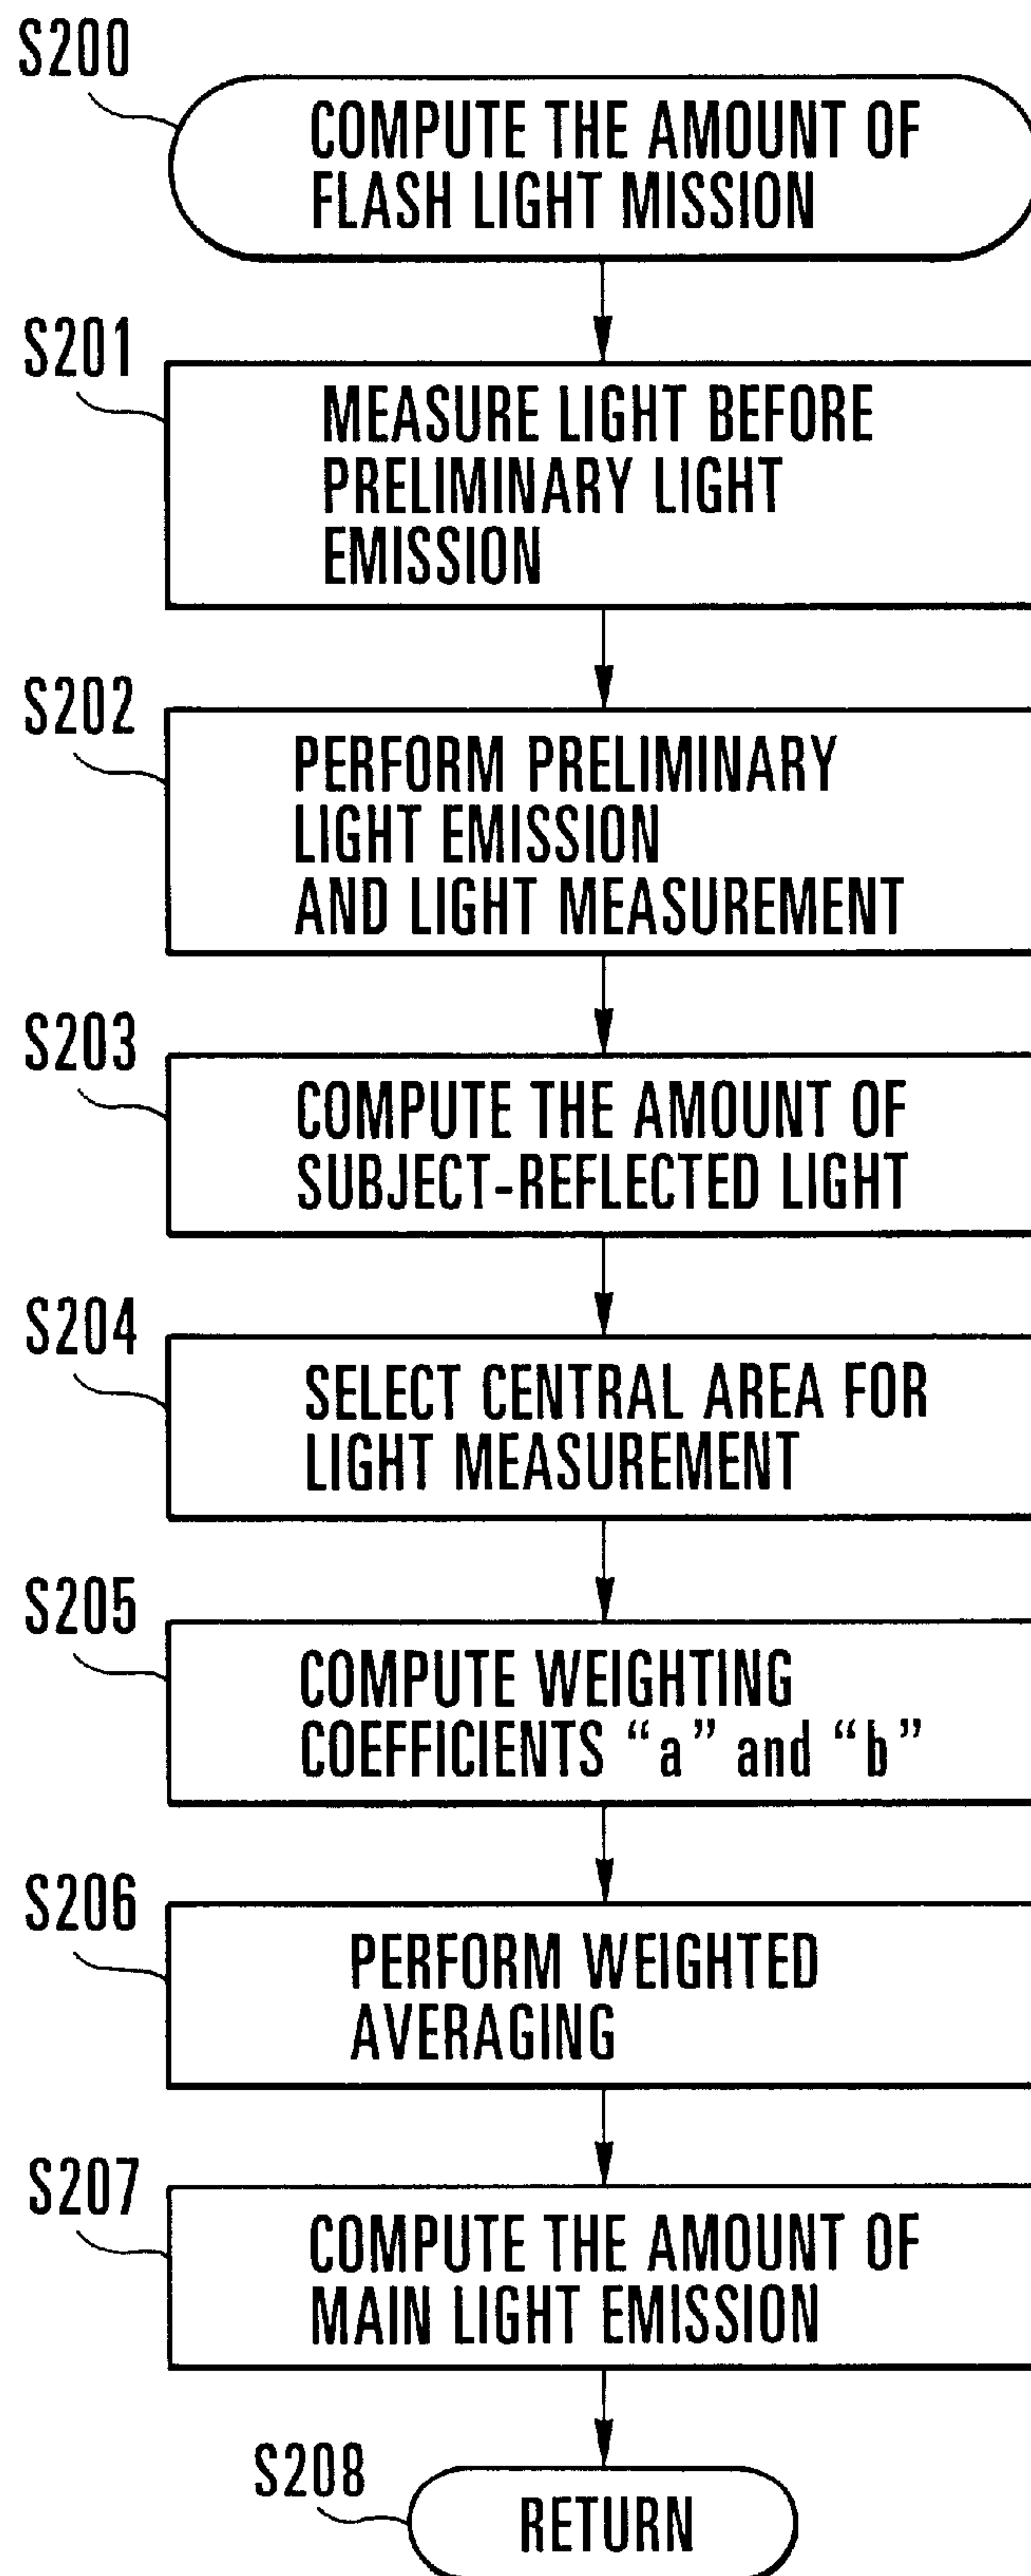 S200
COMPUTE THE AMOUNT OF
FLASH LIGHT MISSION
S201
MEASURE LIGHT BEFORE
PRELIMINARY LIGHT
EMISSION
S202
PERFORM PRELIMINARY
LIGHT EMISSION
AND LIGHT MEASUREMENT
S203
COMPUTE THE AMOUNT OF
SUBJECT-REFLECTED LIGHT
S204
SELECT CENTRAL AREA FOR
LIGHT MEASUREMENT
S205
COMPUTE WEIGHTING
COEFFICIENTS “a” and “b”
S206
PERFORM WEIGHTED
AVERAGING
S207
COMPUTE THE AMOUNT OF
MAIN LIGHT EMISSION
S208
RETURN